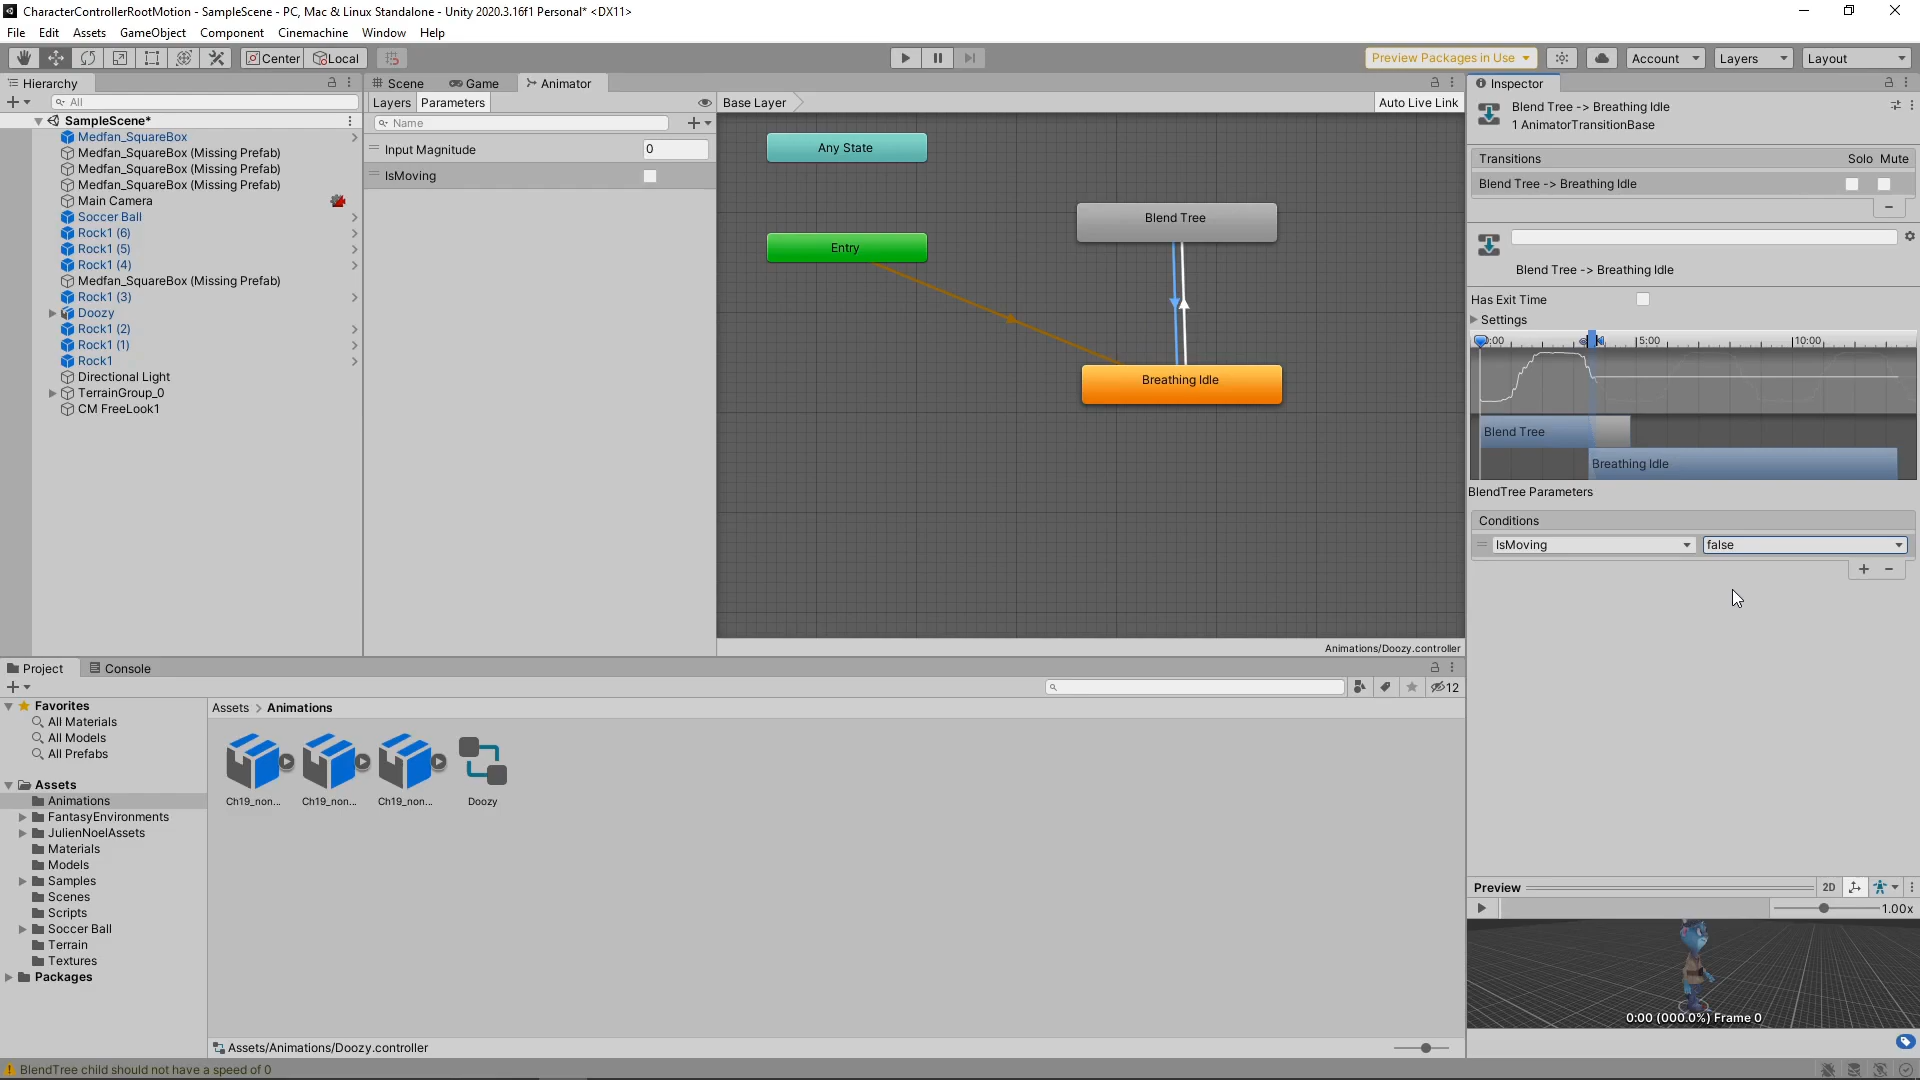 CharacterControllerRootMotion - SampleScene - PC, Mac & Linux Standalone - Unity 2020.3.16f1 Personal* <DX11>
File Edit Assets GameObject Component Cinemachine Window Help
Center Local Preview Packages in Use Account Layers Layout
Hierarchy
All
SampleScene*
Medfan_SquareBox
Medfan_SquareBox (Missing Prefab)
Medfan_SquareBox (Missing Prefab)
Medfan_SquareBox (Missing Prefab)
Main Camera
Soccer Ball
Rock1 (6)
Rock1 (5)
Rock1 (4)
Medfan_SquareBox (Missing Prefab)
Rock1 (3)
Doozy
Rock1 (2)
Rock1 (1)
Rock1
Directional Light
TerrainGroup_0
CM FreeLook1
Scene Game Animator
Layers Parameters
Name
Input Magnitude 0
IsMoving
Base Layer Auto Live Link
Any State
Entry
Blend Tree
Breathing Idle
Animations/Doozy.controller
Inspector
Blend Tree -> Breathing Idle
1 AnimatorTransitionBase
Transitions Solo Mute
Blend Tree -> Breathing Idle
Blend Tree -> Breathing Idle
Has Exit Time
Settings
:00 5:00 10:00
Blend Tree
Breathing Idle
BlendTree Parameters
Conditions
IsMoving false
Preview 2D
1.00x
0:00 (000.0%) Frame 0
Project Console
12
Favorites
All Materials
All Models
All Prefabs
Assets
Animations
FantasyEnvironments
JulienNoelAssets
Materials
Models
Samples
Scenes
Scripts
Soccer Ball
Terrain
Textures
Packages
Assets > Animations
Ch19_non... Ch19_non... Ch19_non... Doozy
Assets/Animations/Doozy.controller
BlendTree child should not have a speed of 0